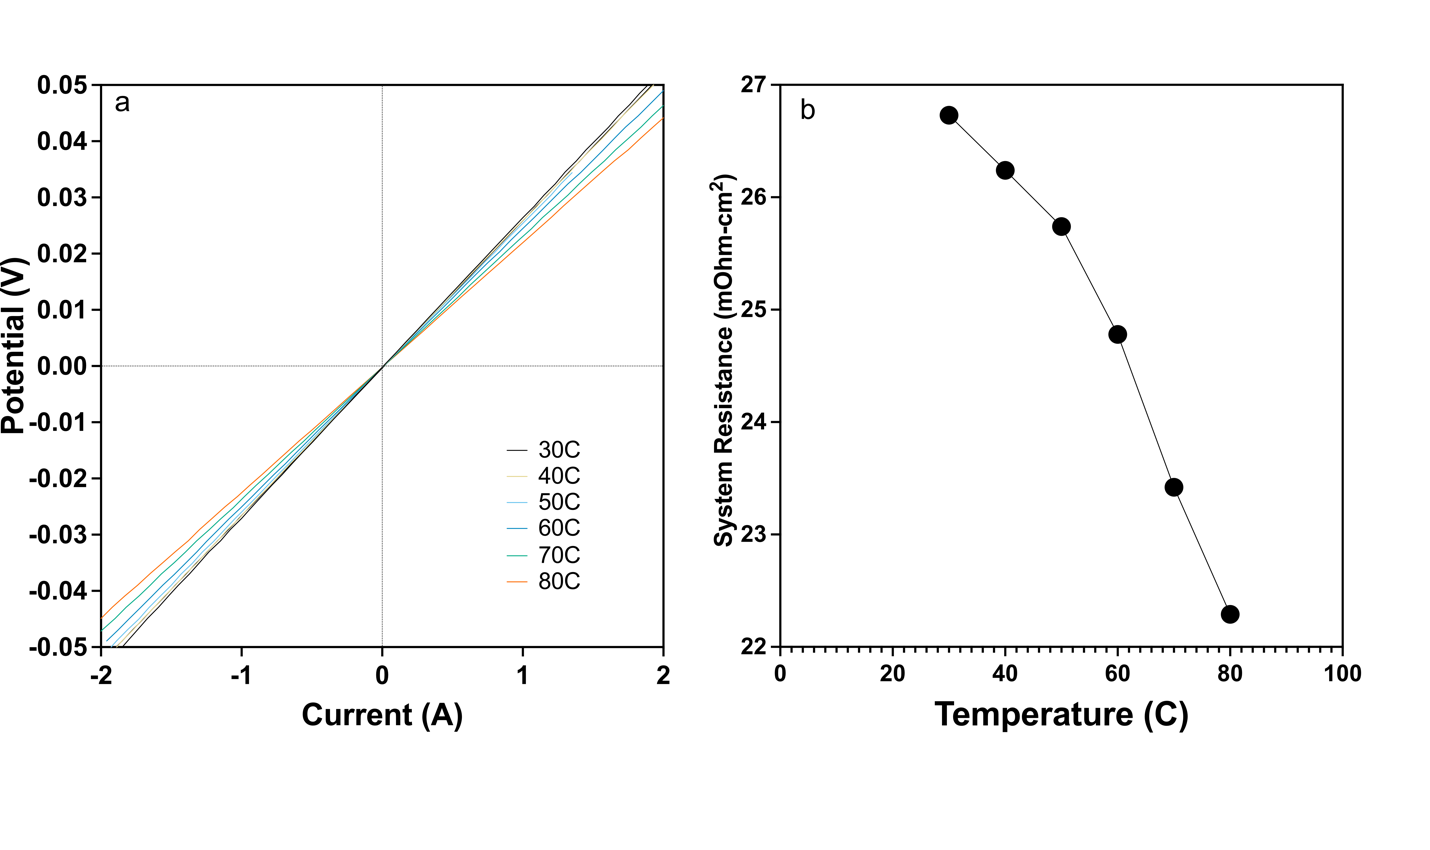 a
0.05
0.04
0.03
0.02
0.01
0.00
-0.01
-0.02
-0.03
-0.04
-0.05
Potential (V)
-2
-1
0
1
2
Current (A)
30C
40C
50C
60C
70C
80C
b
27
26
25
24
23
22
System Resistance (mOhm-cm²)
0
20
40
60
80
100
Temperature (C)